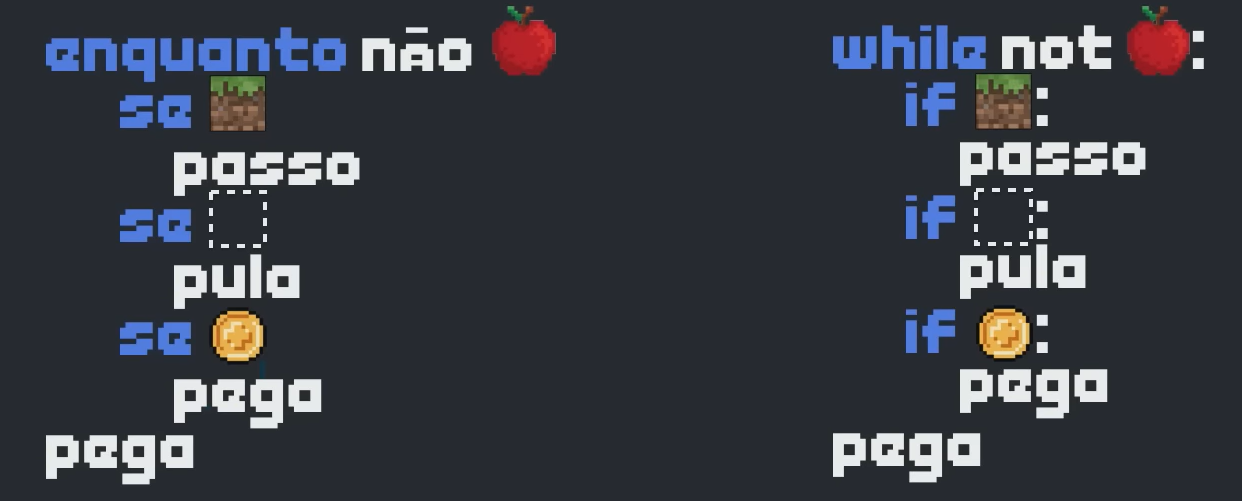 enquanto não
se
passo
se
pula
se
pega
pega
while not :
if :
passo
if :
pula
if :
pega
pega